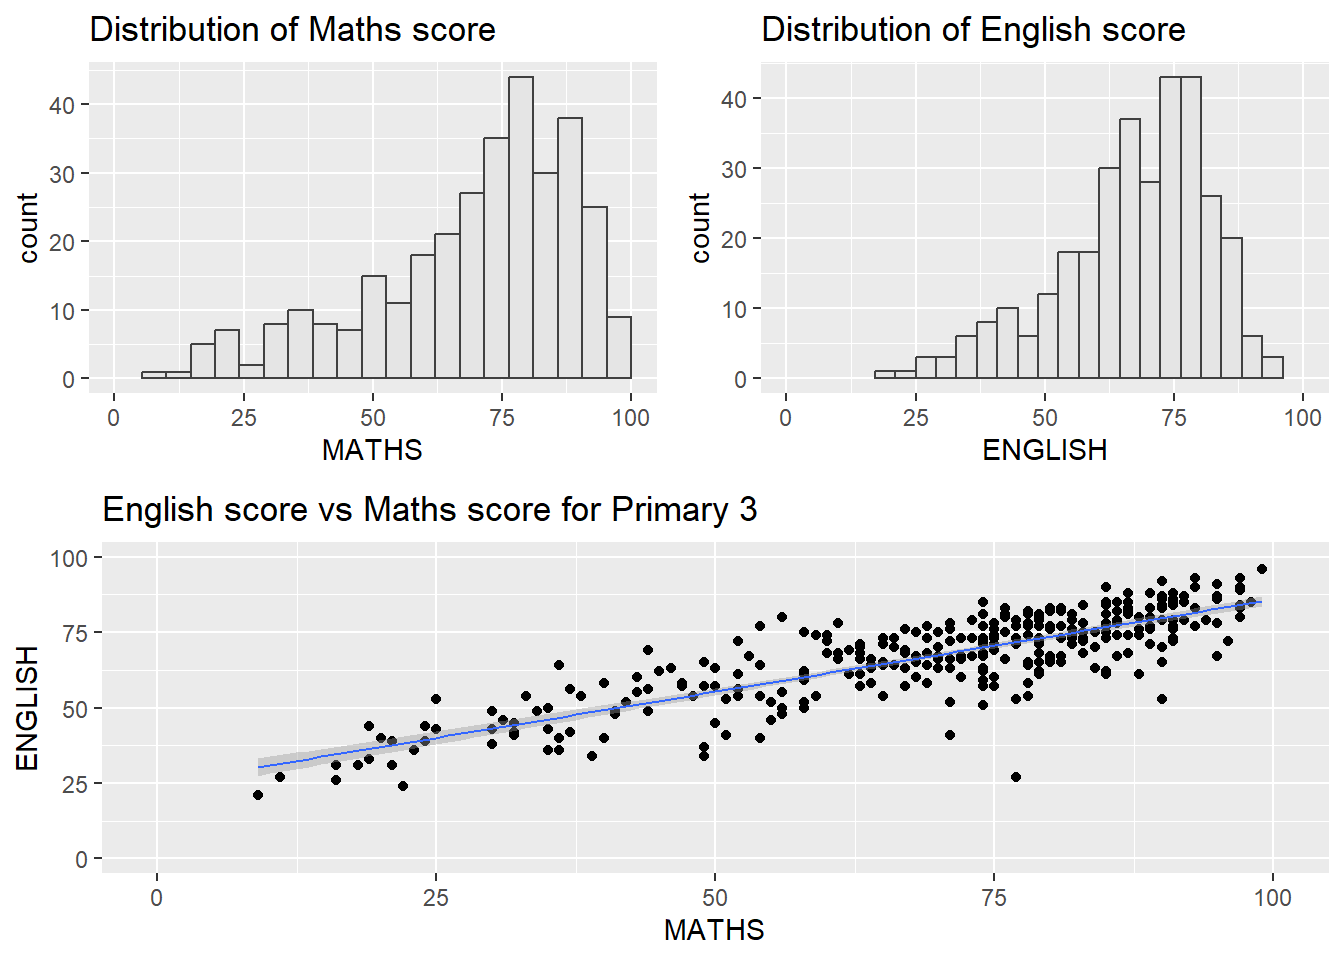 Distribution of Maths score
count
40
30
20
10
0
0 25 50 75 100
MATHS
Distribution of English score
count
40
30
20
10
0
0 25 50 75 100
ENGLISH
English score vs Maths score for Primary 3
ENGLISH
100
75
50
25
0
0 25 50 75 100
MATHS